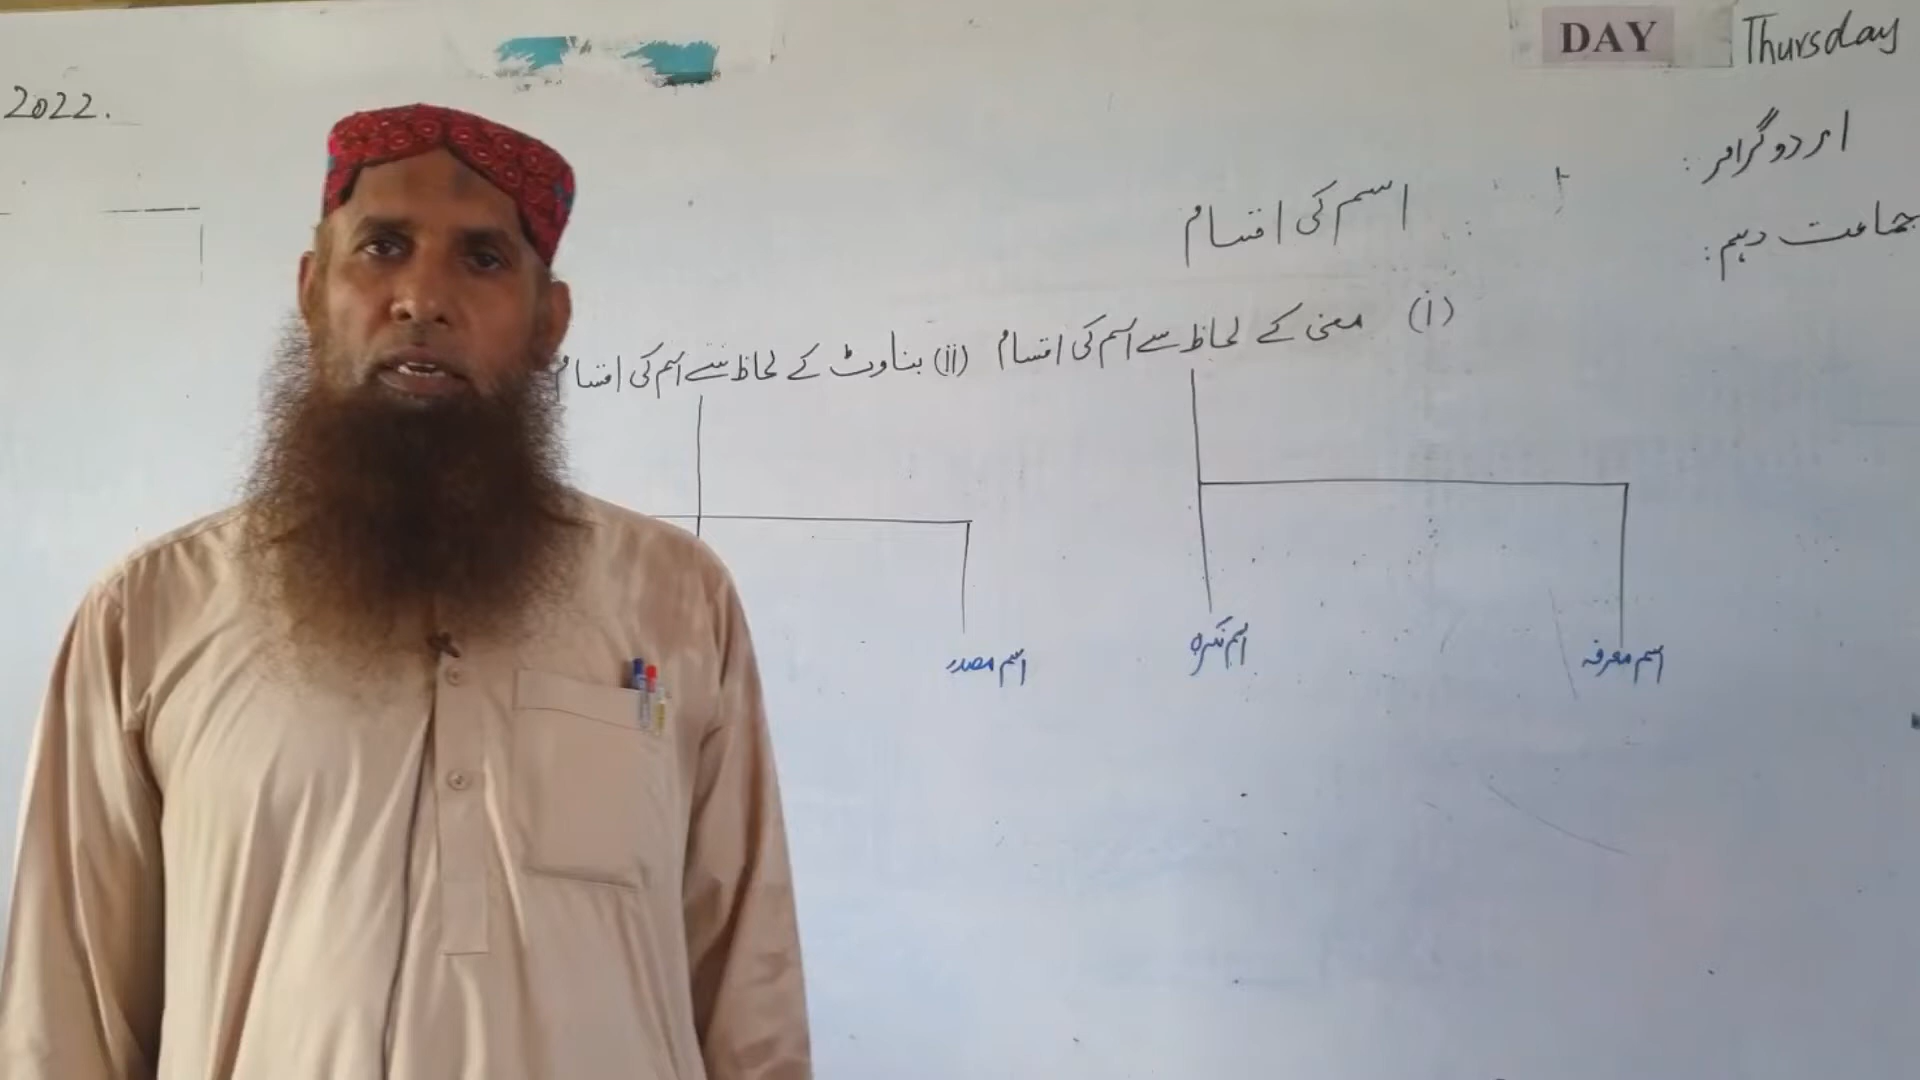 DAY Thursday
2022.
اردو گرامر :
جماعت دہم :
اسم کی اقسام
(i) معنی کے لحاظ سے اسم کی اقسام (ii) بناوٹ کے لحاظ سے اسم کی اقسام
اسم معرفہ اسم نکرہ اسم مصدر